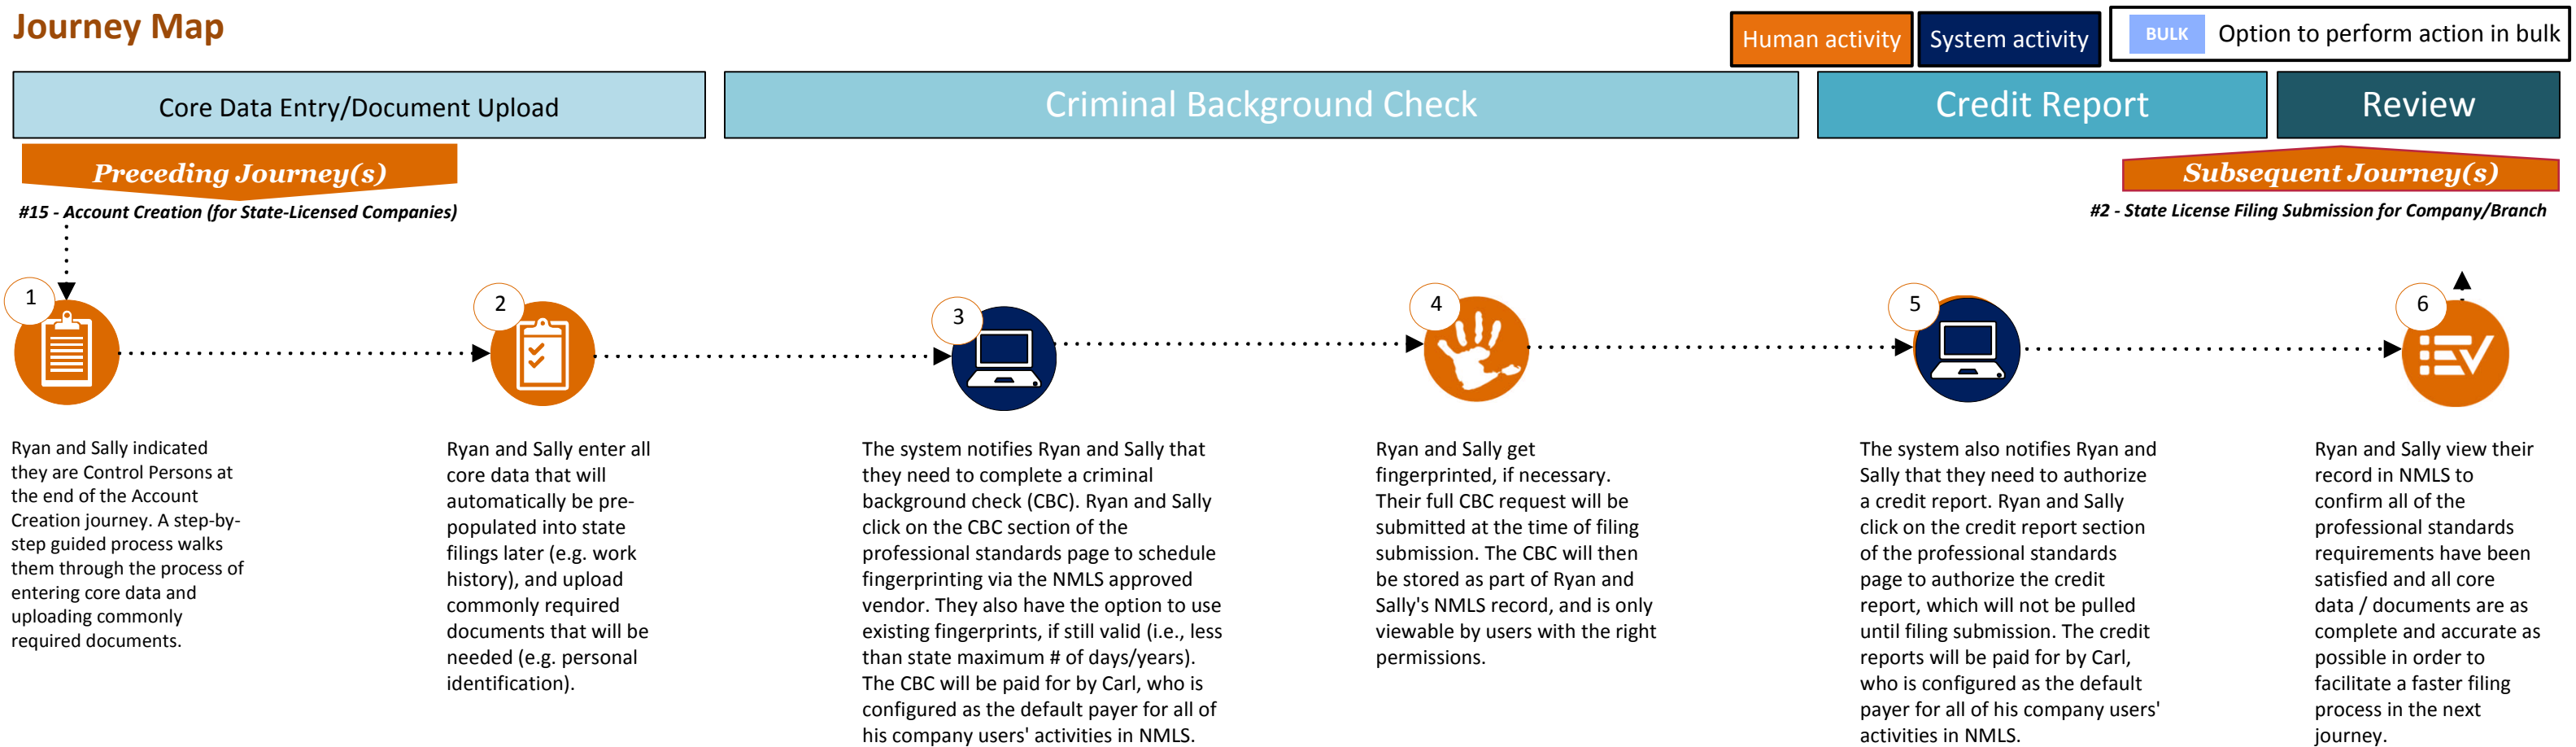 Journey Map
Human activity
System activity
BULK
Option to perform action in bulk
Core Data Entry/Document Upload
Criminal Background Check
Credit Report
Review
Preceding Journey(s)
Subsequent Journey(s)
#15 - Account Creation (for State-Licensed Companies)
#2 - State License Filing Submission for Company/Branch
1
2
3
4
5
6
Ryan and Sally indicated
they are Control Persons at
the end of the Account
Creation journey. A step-by-
step guided process walks
them through the process of
entering core data and
uploading commonly
required documents.
Ryan and Sally enter all
core data that will
automatically be pre-
populated into state
filings later (e.g. work
history), and upload
commonly required
documents that will be
needed (e.g. personal
identification).
The system notifies Ryan and Sally that
they need to complete a criminal
background check (CBC). Ryan and Sally
click on the CBC section of the
professional standards page to schedule
fingerprinting via the NMLS approved
vendor. They also have the option to use
existing fingerprints, if still valid (i.e., less
than state maximum # of days/years).
The CBC will be paid for by Carl, who is
configured as the default payer for all of
his company users' activities in NMLS.
Ryan and Sally get
fingerprinted, if necessary.
Their full CBC request will be
submitted at the time of filing
submission. The CBC will then
be stored as part of Ryan and
Sally's NMLS record, and is only
viewable by users with the right
permissions.
The system also notifies Ryan and
Sally that they need to authorize
a credit report. Ryan and Sally
click on the credit report section
of the professional standards
page to authorize the credit
report, which will not be pulled
until filing submission. The credit
reports will be paid for by Carl,
who is configured as the default
payer for all of his company users'
activities in NMLS.
Ryan and Sally view their
record in NMLS to
confirm all of the
professional standards
requirements have been
satisfied and all core
data / documents are as
complete and accurate as
possible in order to
facilitate a faster filing
process in the next
journey.